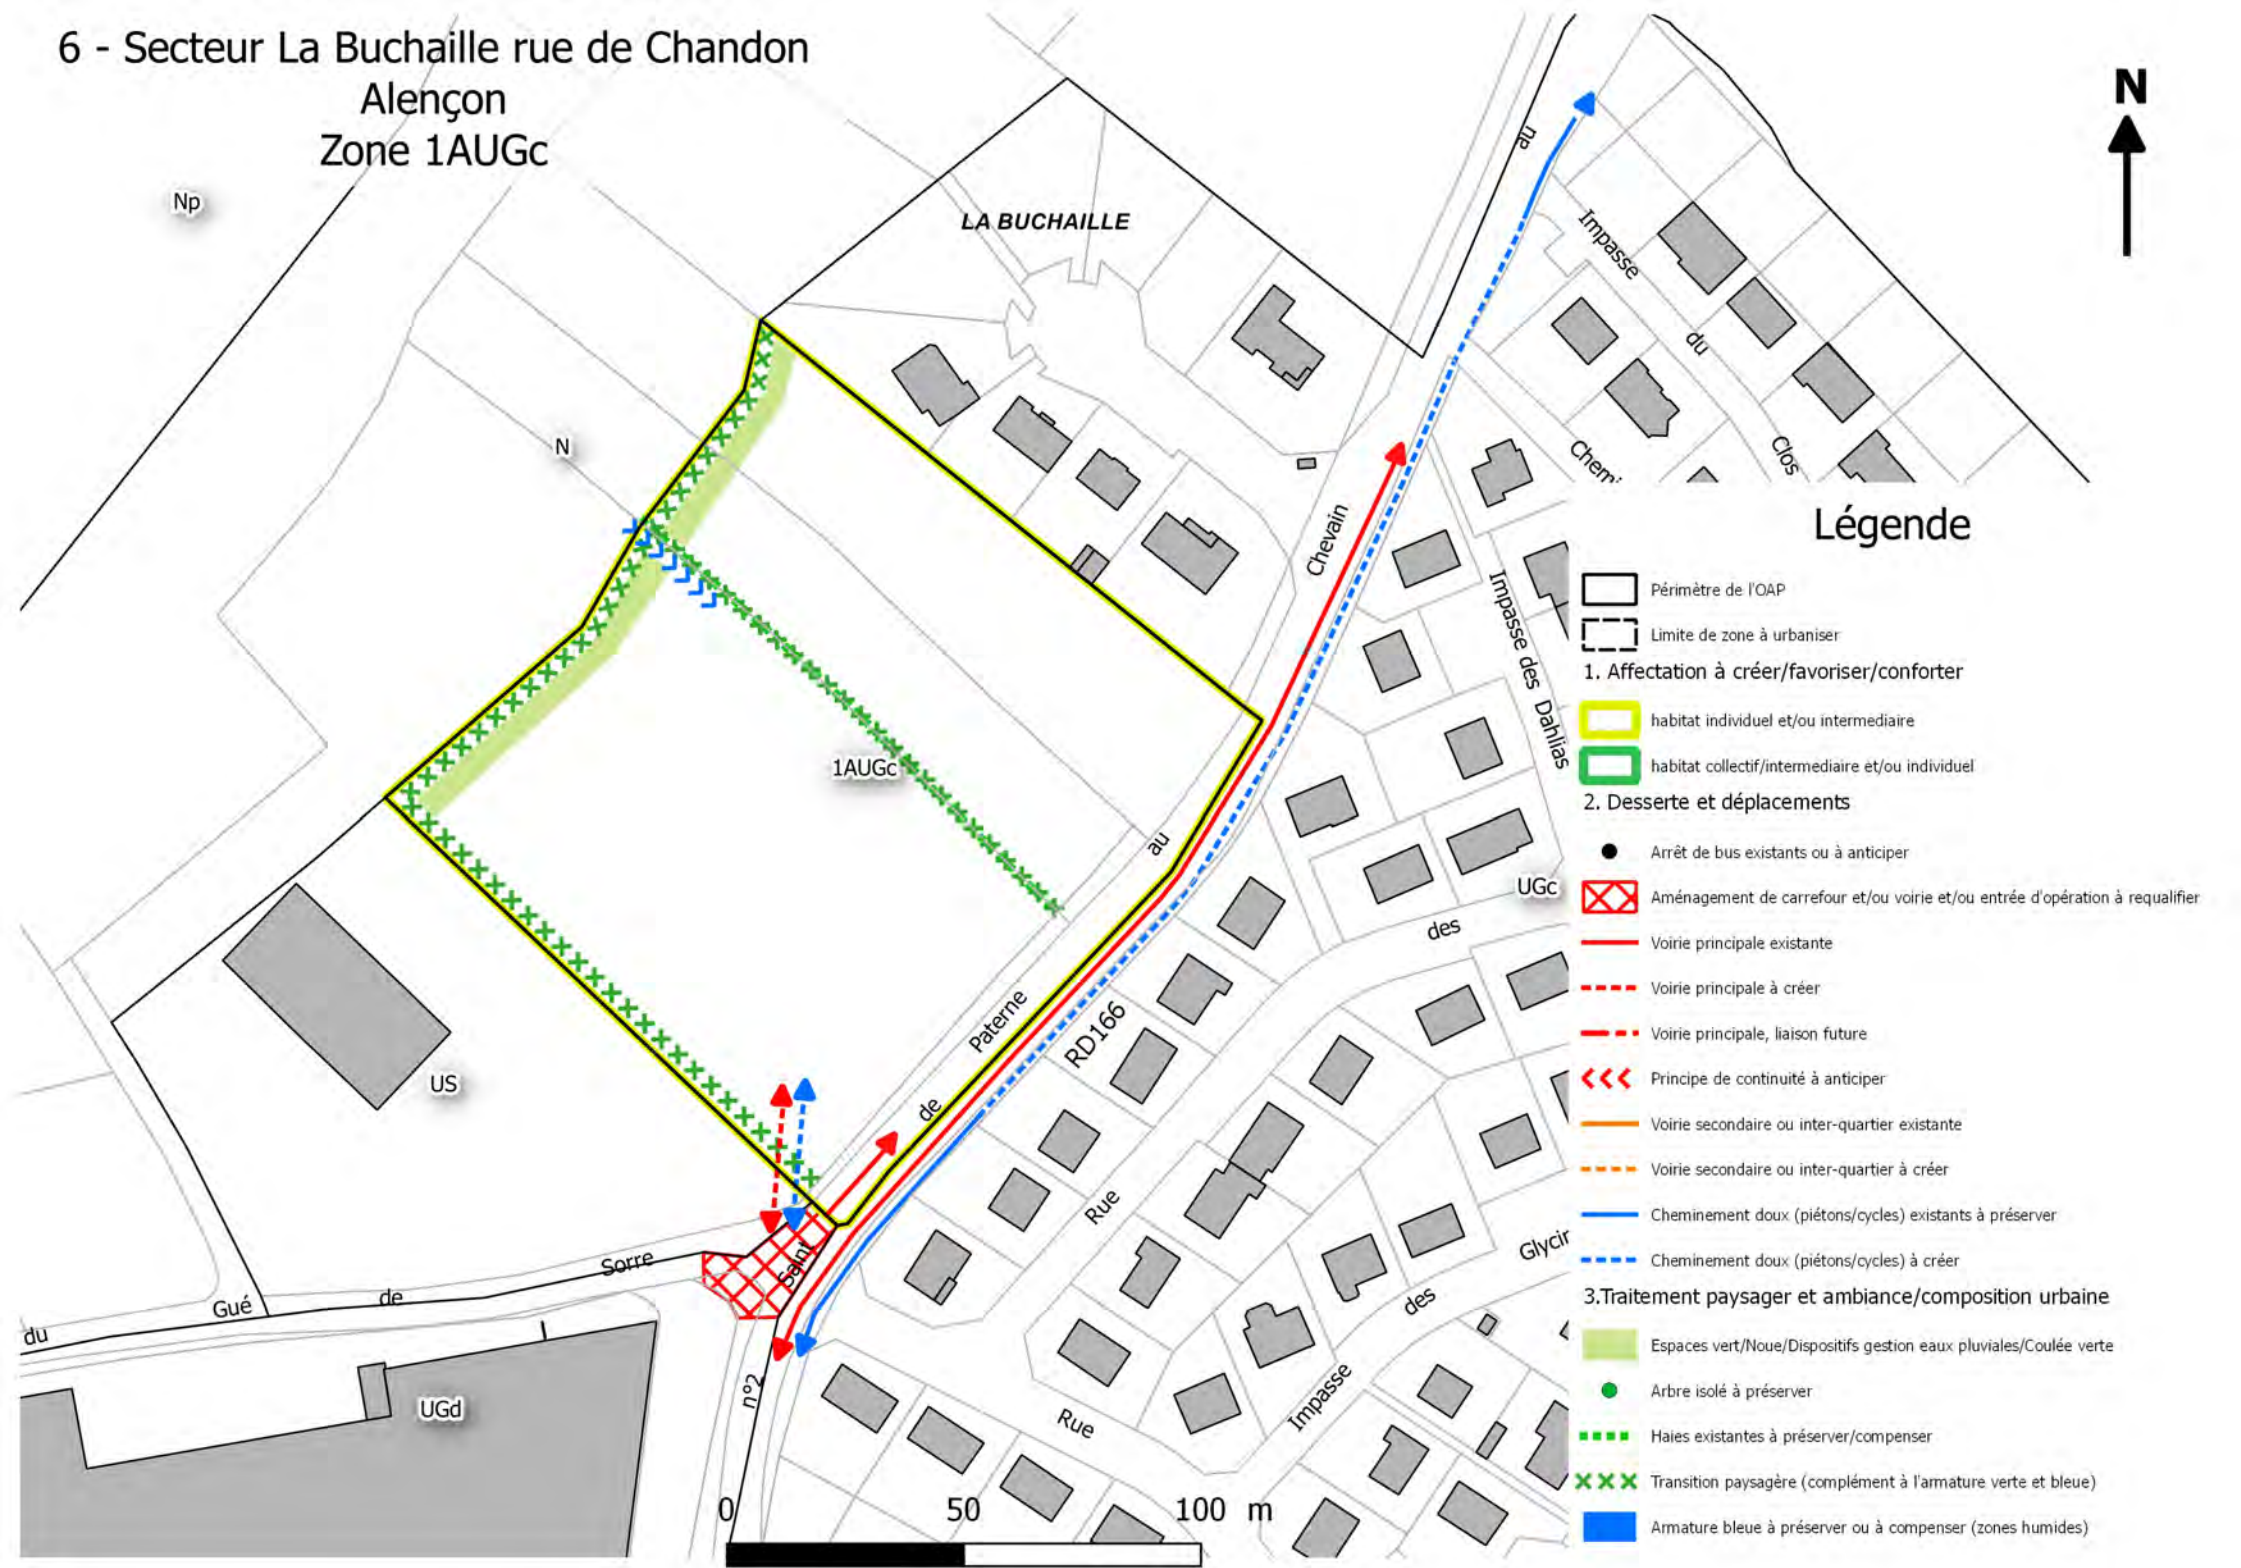 6 - Secteur La Buchaille rue de Chandon
Alençon
Zone 1AUGc
N
Np
LA BUCHAILLE
au
Impasse
du
Clos
N
Chemi
Chevain
Légende
Périmètre de l'OAP
Limite de zone à urbaniser
1. Affectation à créer/favoriser/conforter
habitat individuel et/ou intermediaire
habitat collectif/intermediaire et/ou individuel
2. Desserte et déplacements
Arrêt de bus existants ou à anticiper
Aménagement de carrefour et/ou voirie et/ou entrée d'opération à requalifier
Voirie principale existante
Voirie principale à créer
Voirie principale, liaison future
Principe de continuité à anticiper
Voirie secondaire ou inter-quartier existante
Voirie secondaire ou inter-quartier à créer
Cheminement doux (piétons/cycles) existants à préserver
Cheminement doux (piétons/cycles) à créer
3.Traitement paysager et ambiance/composition urbaine
Espaces vert/Noue/Dispositifs gestion eaux pluviales/Coulée verte
Arbre isolé à préserver
Haies existantes à préserver/compenser
Transition paysagère (complément à l'armature verte et bleue)
Armature bleue à préserver ou à compenser (zones humides)
Impasse des Dahlias
1AUGc
au
UGc
des
Paterne
RD166
US
de
Rue
Saint
Sorre
de
Gué
du
Glycin
des
Impasse
n°2
UGd
Rue
0 50 100 m